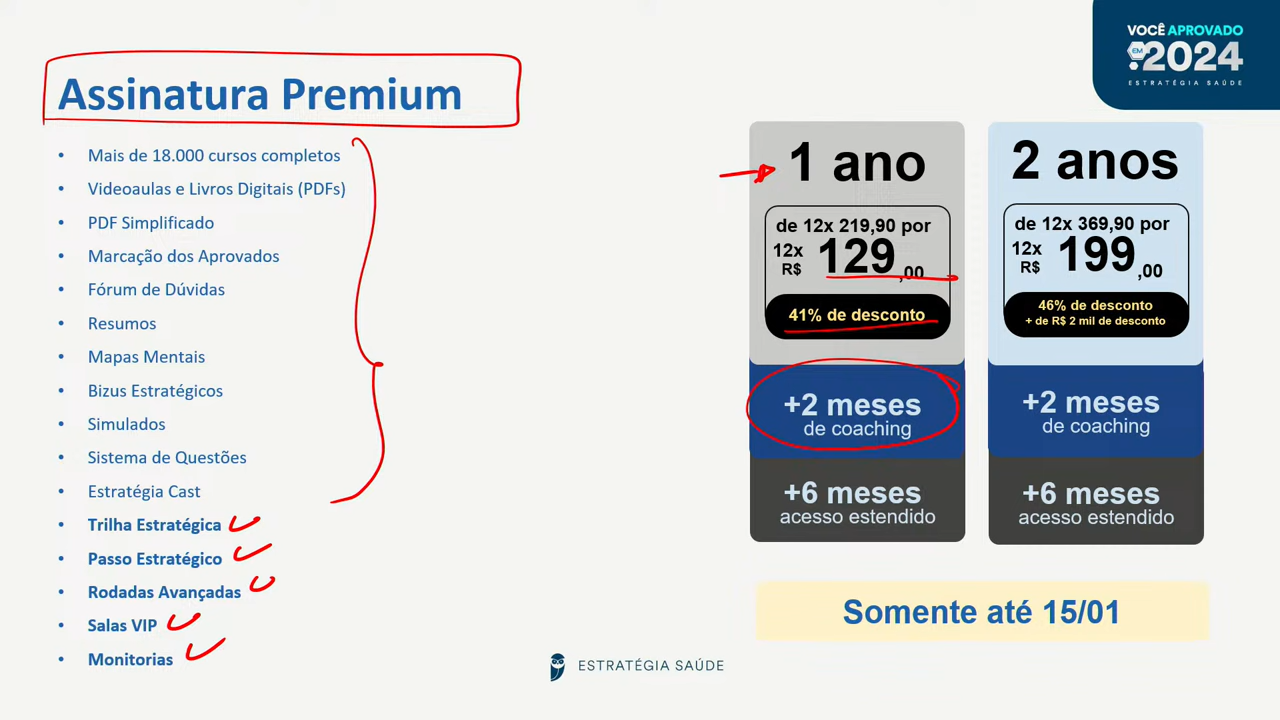 Assinatura Premium
• Mais de 18.000 cursos completos
• Videoaulas e Livros Digitais (PDFs)
• PDF Simplificado
• Marcação dos Aprovados
• Fórum de Dúvidas
• Resumos
• Mapas Mentais
• Bizus Estratégicos
• Simulados
• Sistema de Questões
• Estratégia Cast
• Trilha Estratégica
• Passo Estratégico
• Rodadas Avançadas
• Salas VIP
• Monitorias
VOCÊ APROVADO
EM 2024
ESTRATÉGIA SAÚDE
1 ano
de 12x 219,90 por
12x R$ 129,00
41% de desconto
+2 meses
de coaching
+6 meses
acesso estendido
2 anos
de 12x 369,90 por
12x R$ 199,00
46% de desconto
+ de R$ 2 mil de desconto
+2 meses
de coaching
+6 meses
acesso estendido
Somente até 15/01
ESTRATÉGIA SAÚDE